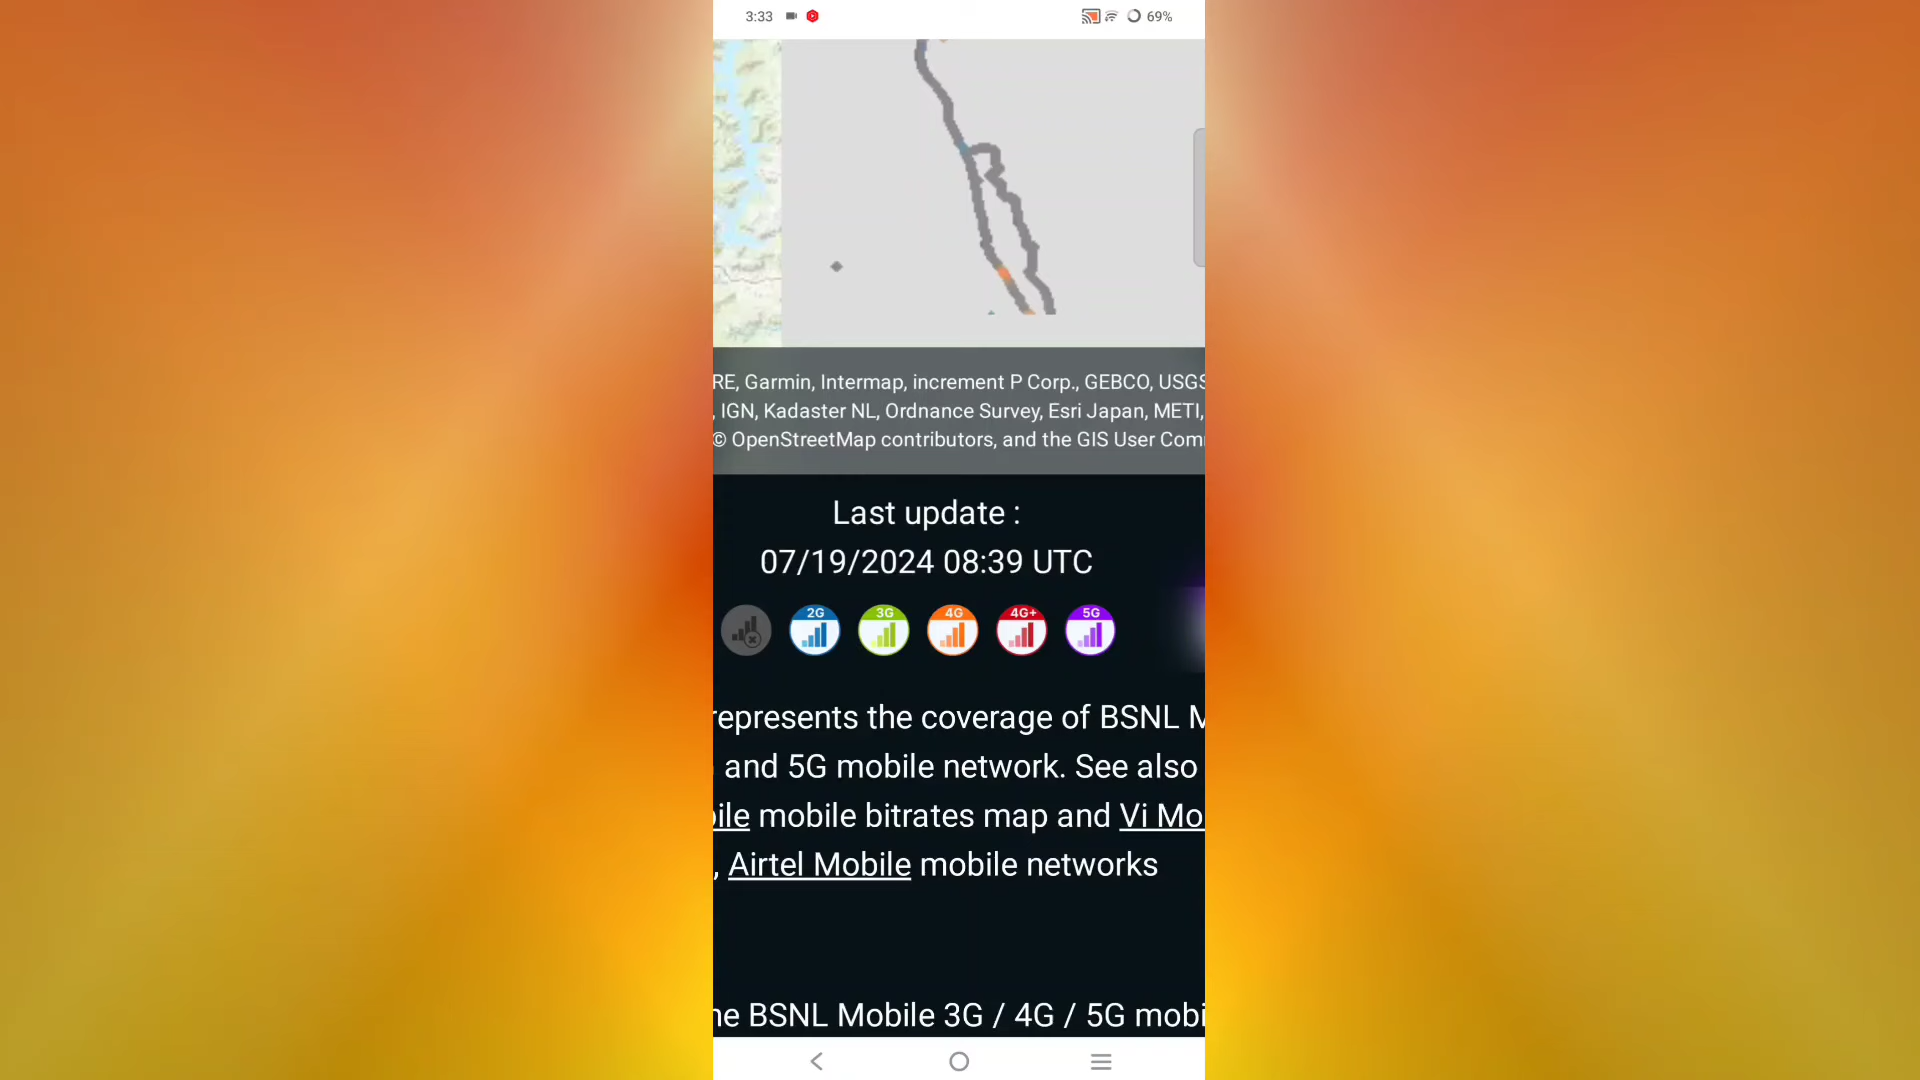 3:33
69%
RE, Garmin, Intermap, increment P Corp., GEBCO, USGS
, IGN, Kadaster NL, Ordnance Survey, Esri Japan, METI,
© OpenStreetMap contributors, and the GIS User Com
Last update :
07/19/2024 08:39 UTC
2G 3G 4G 4G+ 5G
represents the coverage of BSNL M
and 5G mobile network. See also
ile mobile bitrates map and Vi Mo
, Airtel Mobile mobile networks
he BSNL Mobile 3G / 4G / 5G mobi